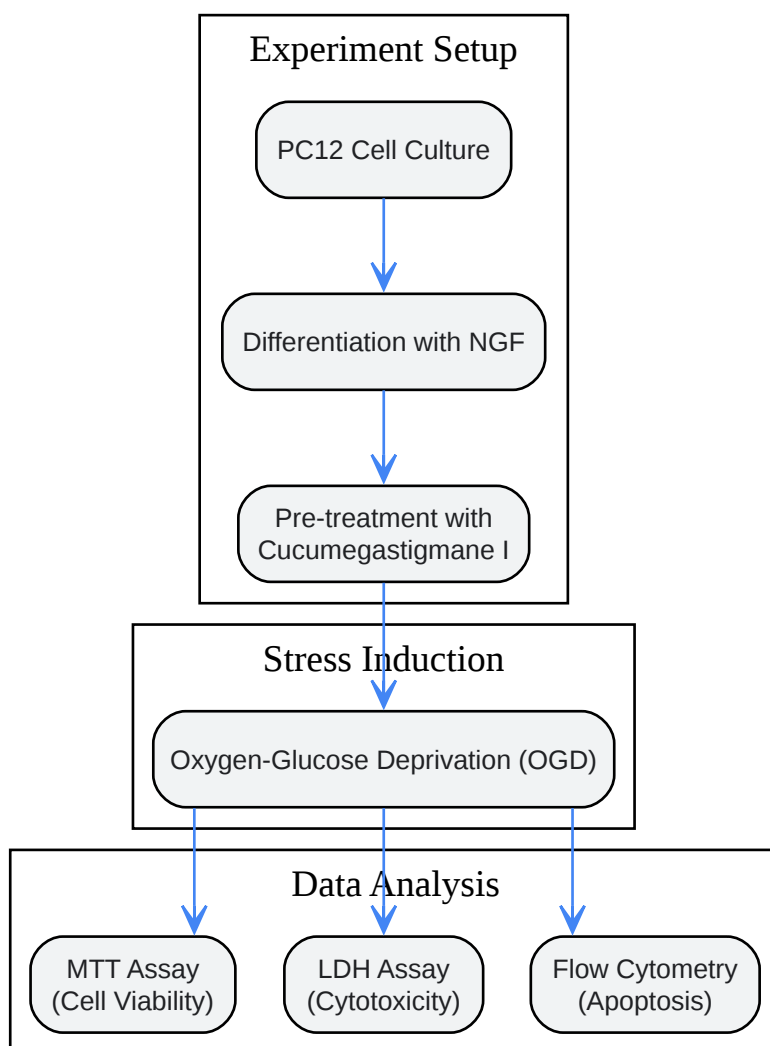 Experiment Setup
PC12 Cell Culture
Differentiation with NGF
Pre-treatment with
Cucumegastigmane I
Stress Induction
Oxygen-Glucose Deprivation (OGD)
Data Analysis
MTT Assay
(Cell Viability)
LDH Assay
(Cytotoxicity)
Flow Cytometry
(Apoptosis)